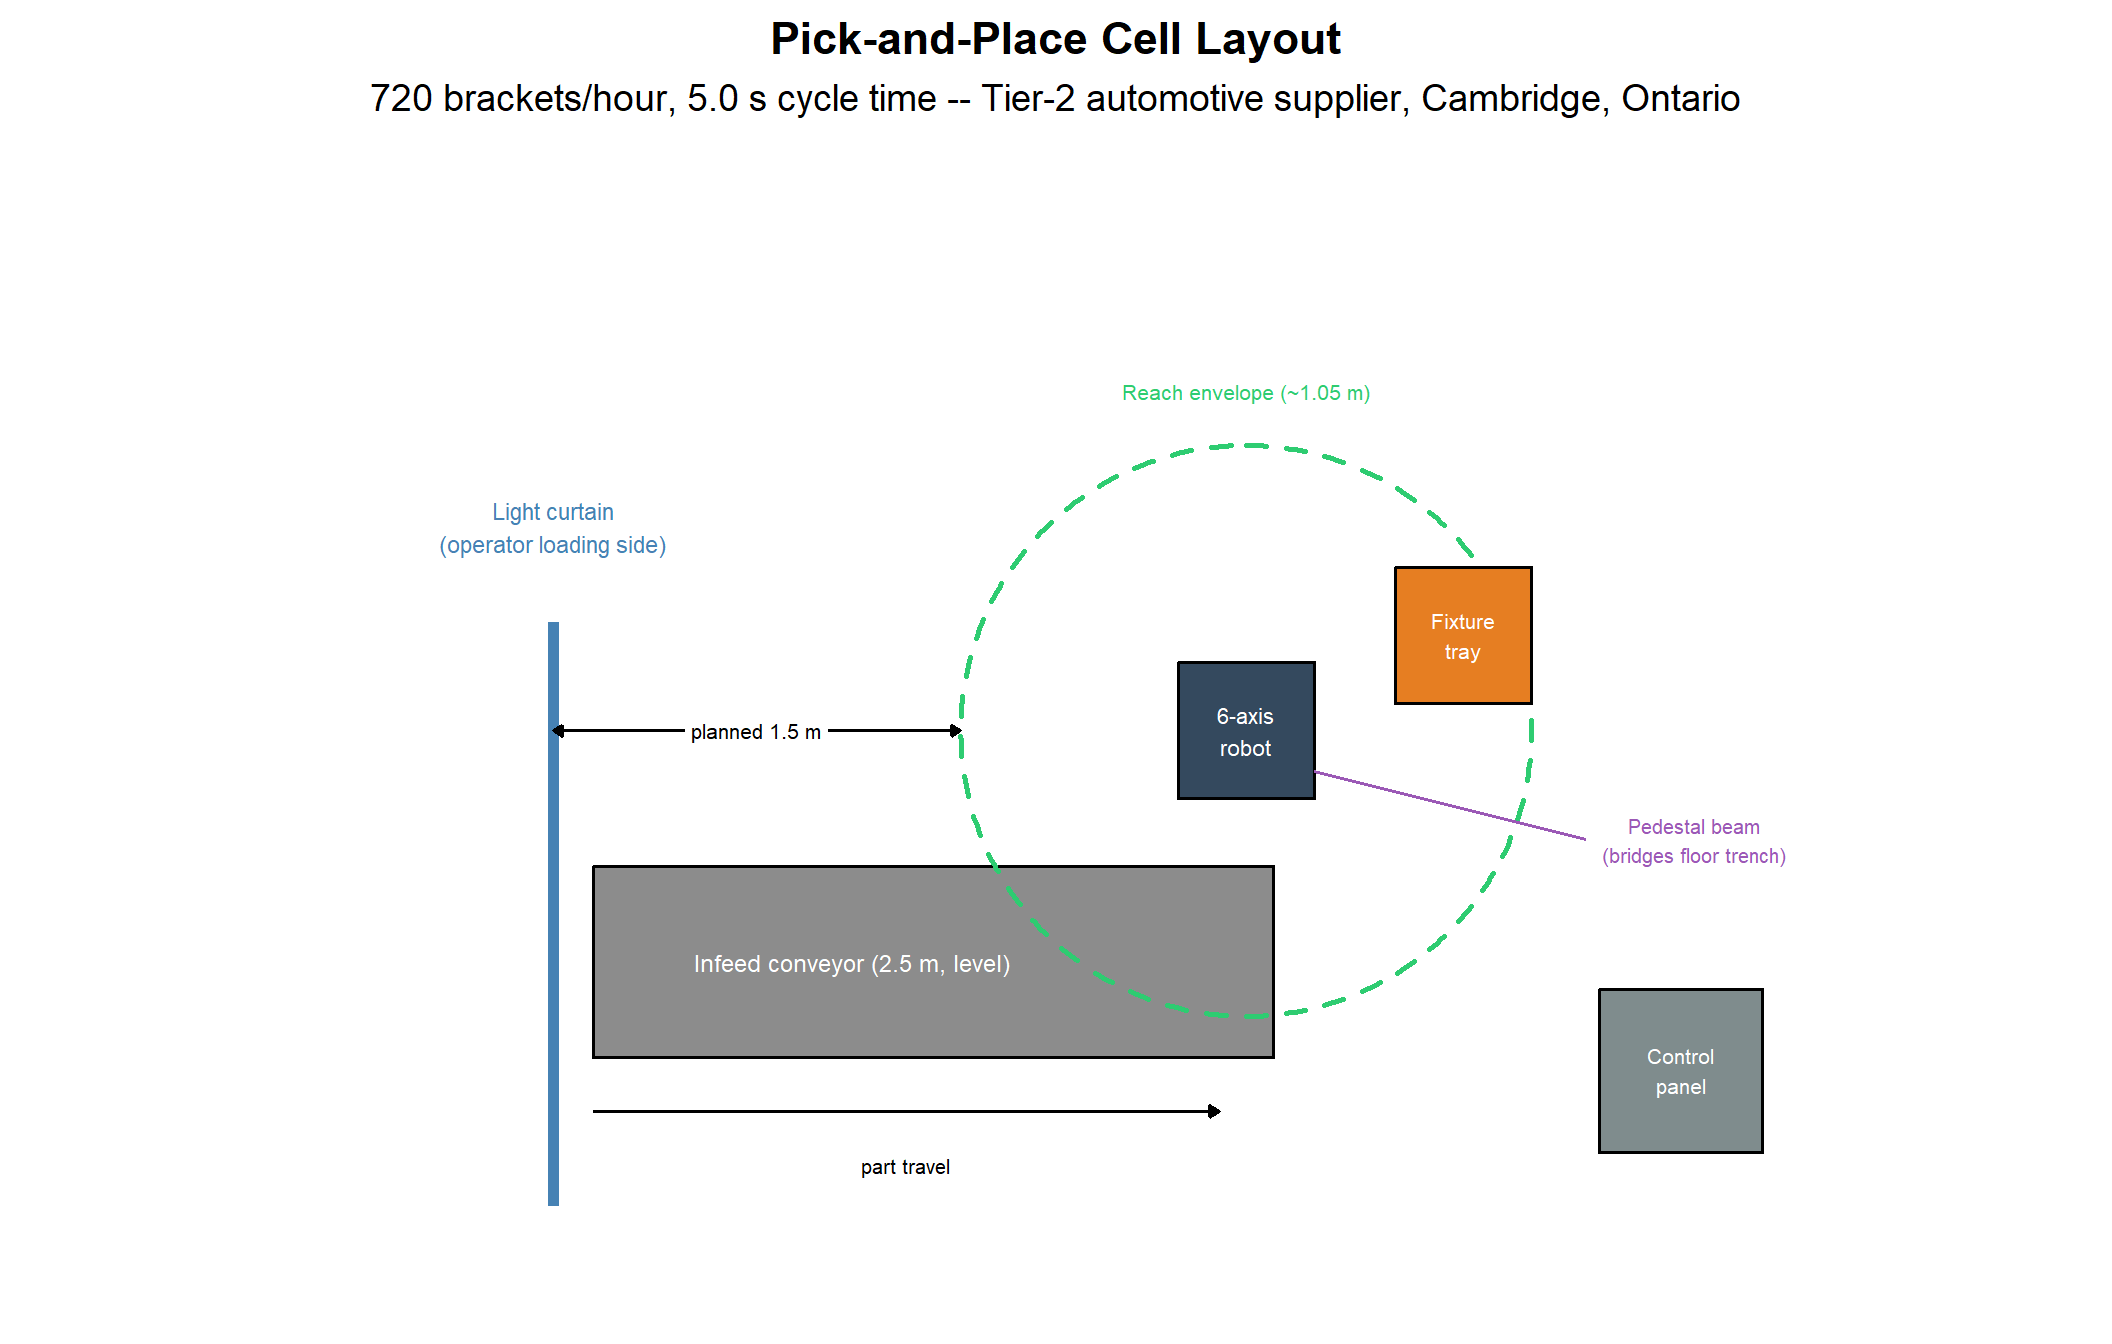 Pick-and-Place Cell Layout
720 brackets/hour, 5.0 s cycle time -- Tier-2 automotive supplier, Cambridge, Ontario
Reach envelope (~1.05 m)
Light curtain
(operator loading side)
Fixture
tray
6-axis
robot
planned 1.5 m
Pedestal beam
(bridges floor trench)
Infeed conveyor (2.5 m, level)
Control
panel
part travel